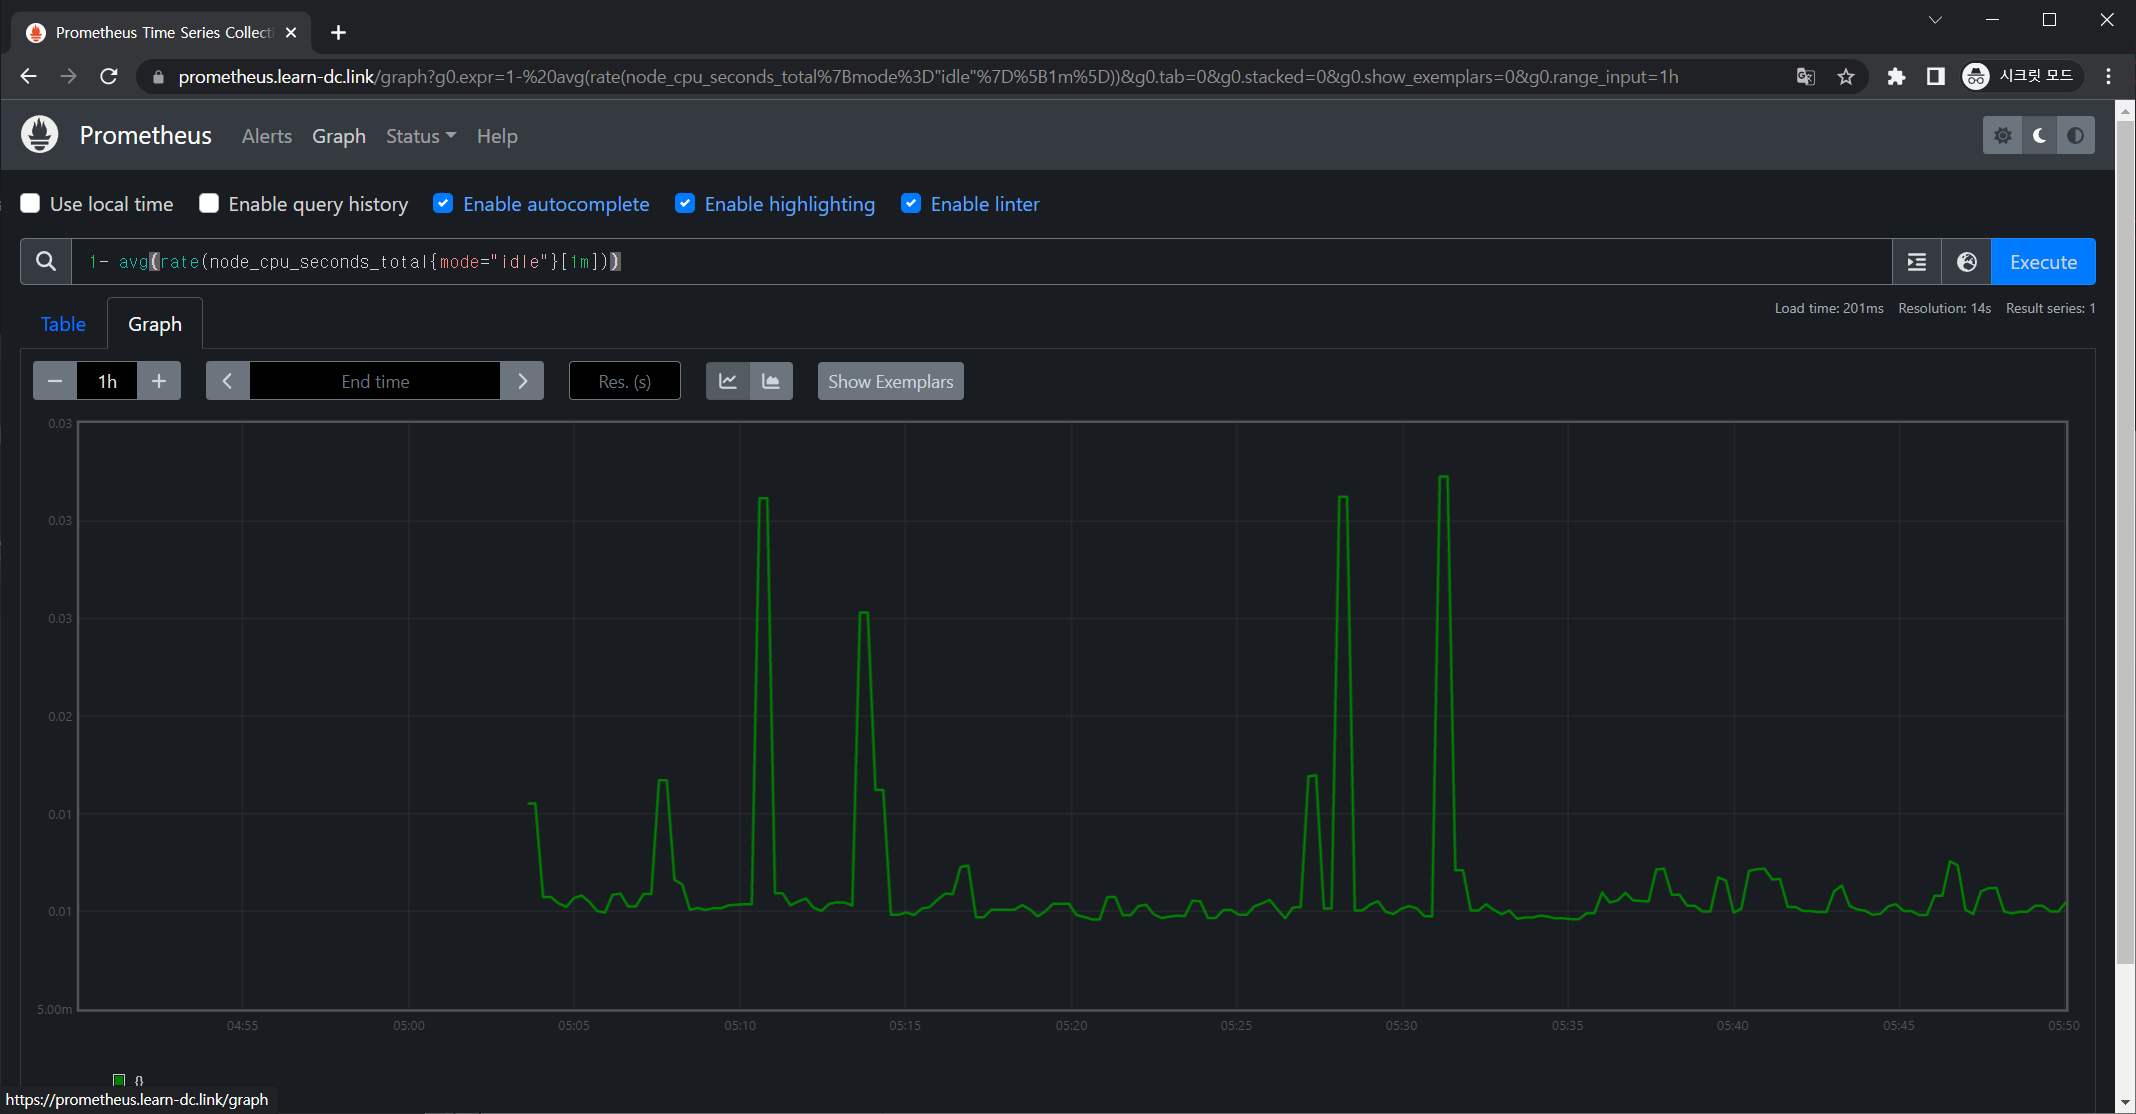 Prometheus Time Series Collecti
prometheus.learn-dc.link/graph?g0.expr=1-%20avg(rate(node_cpu_seconds_total%7Bmode%3D"idle"%7D%5B1m%5D))&g0.tab=0&g0.stacked=0&g0.show_exemplars=0&g0.range_input=1h
시크릿 모드
Prometheus Alerts Graph Status Help
Use local time Enable query history Enable autocomplete Enable highlighting Enable linter
1- avg(rate(node_cpu_seconds_total{mode="idle"}[1m]))
Execute
Table Graph
Load time: 201ms Resolution: 14s Result series: 1
1h End time Res. (s) Show Exemplars
0.03
0.03
0.03
0.02
0.01
0.01
5.00m
04:55 05:00 05:05 05:10 05:15 05:20 05:25 05:30 05:35 05:40 05:45 05:50
{}
https://prometheus.learn-dc.link/graph